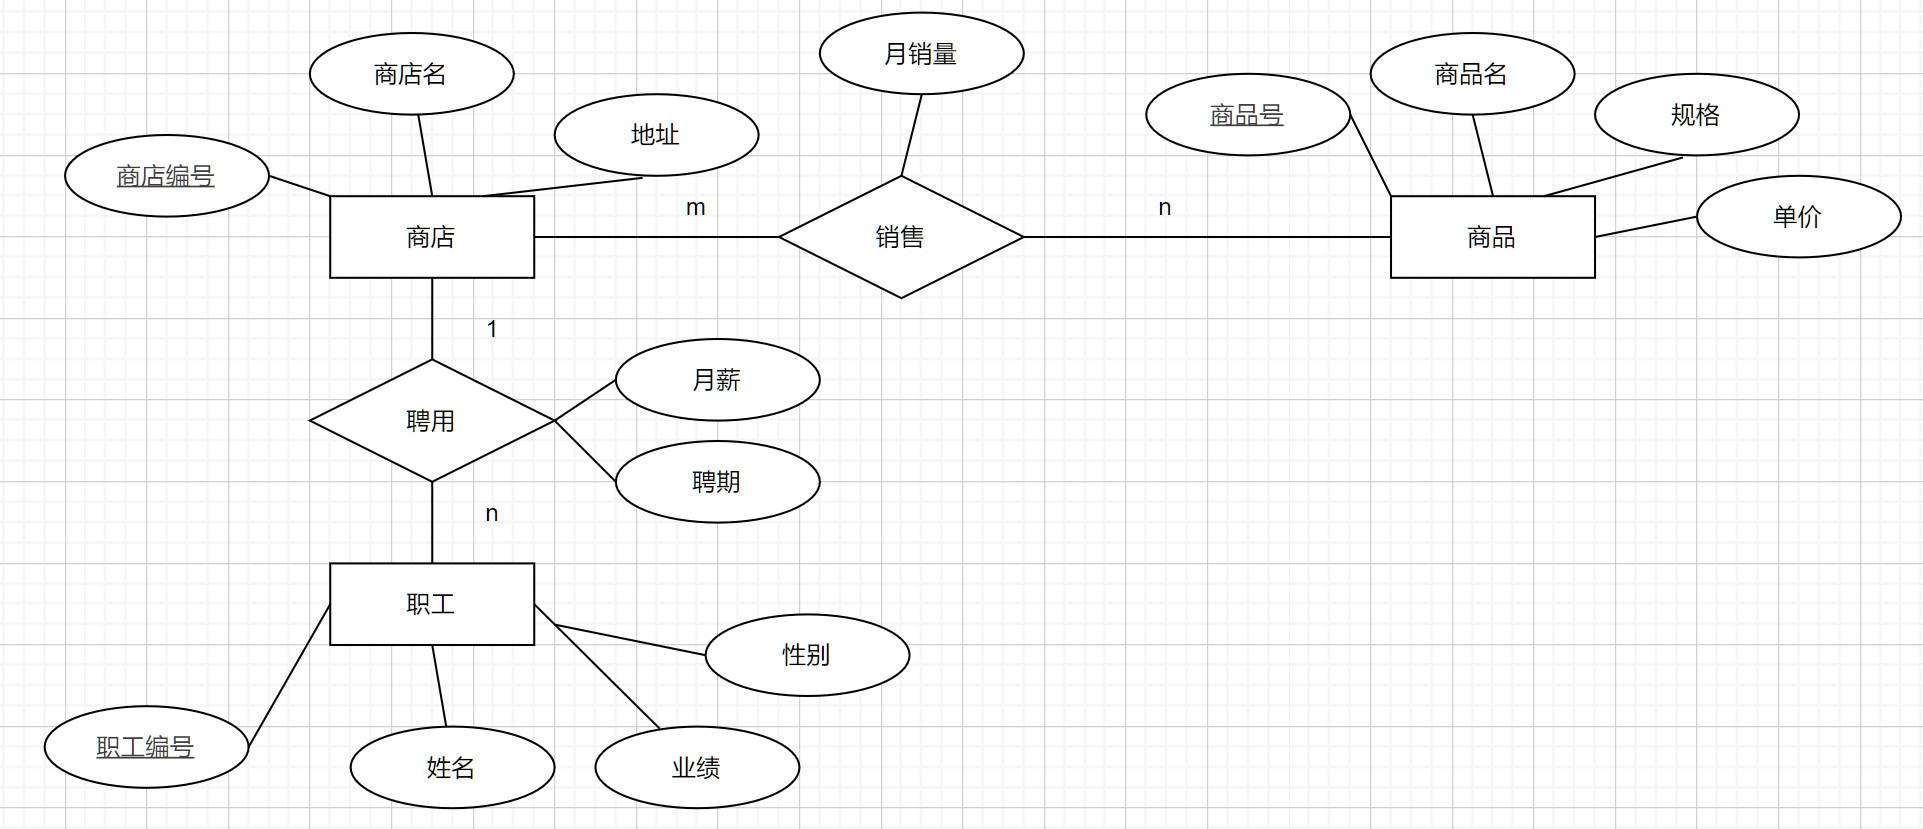 月销量
商店名
商品名
商品号
规格
地址
商店编号
单价
商店
m
销售
n
商品
1
月薪
聘用
聘期
n
职工
性别
职工编号
姓名
业绩